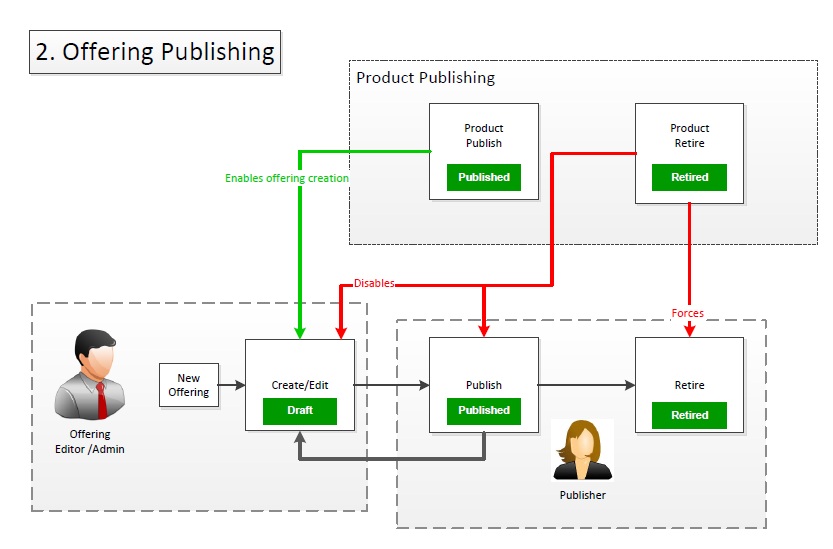 2. Offering Publishing
Product Publishing
Product
Publish
Published
Product
Retire
Retired
Enables offering creation
Disables
Forces
Offering
Editor /Admin
New
Offering
Create/Edit
Draft
Publish
Published
Retire
Retired
Publisher